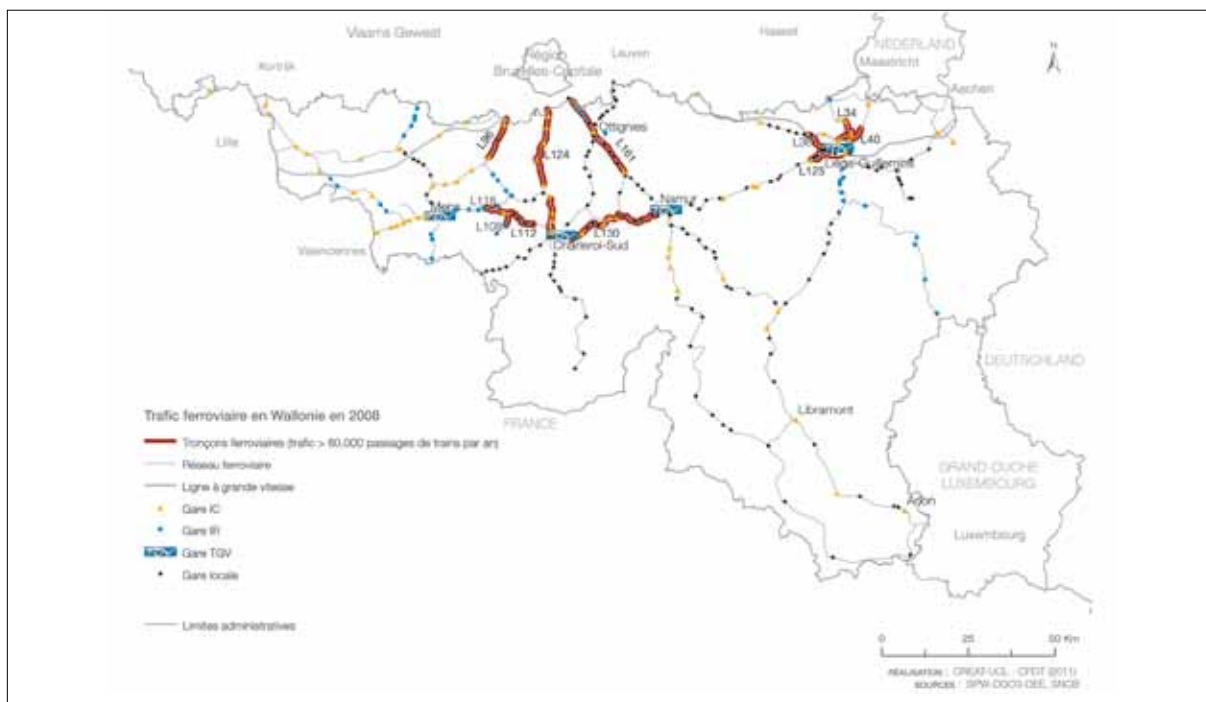 Vlaams Gewest
Hasselt
NEDERLAND
Région
Bruxelles-Capitale
Leuven
Maastricht
N
Kortrijk
Aachen
Lille
L96
L124
Ottignies
L161
L34
L40
L36
Liège-Guillemins
L125
Mons
L118
L109
L112
Namur
L130
Charleroi-Sud
Valenciennes
DEUTSCHLAND
FRANCE
Libramont
GRAND-DUCHE
LUXEMBOURG
Arlon
Luxembourg
Trafic ferroviaire en Wallonie en 2008
Tronçons ferroviaires (trafic > 60.000 passages de trains par an)
Réseau ferroviaire
Ligne à grande vitesse
Gare IC
Gare IR
Gare TGV
Gare locale
Limites administratives
0 25 50 Km
RÉALISATION : CREAT-UCL - CPDT (2011)
SOURCES : SPW-DGO3-DEE, SNCB